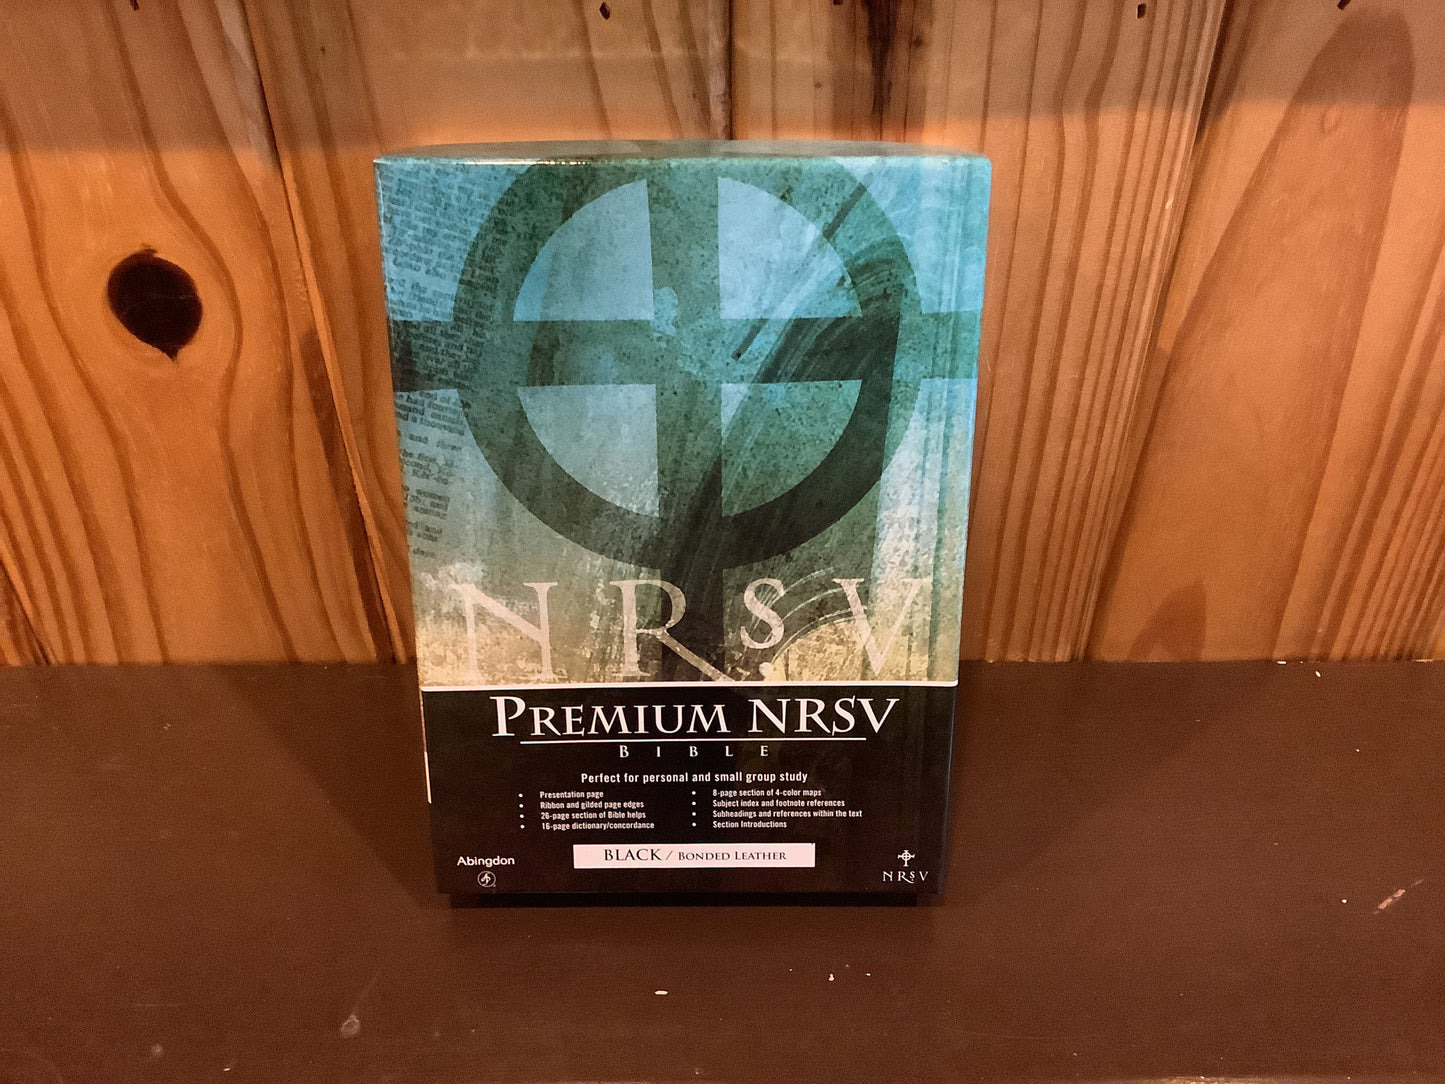 NRSV
PREMIUM NRSV
BIBLE
Perfect for personal and small group study
• Presentation page
• Ribbon and gilded page edges
• 26-page section of Bible helps
• 16-page dictionary/concordance
• 8-page section of 4-color maps
• Subject index and footnote references
• Subheadings and references within the text
• Section Introductions
BLACK / BONDED LEATHER
Abingdon
NRSV